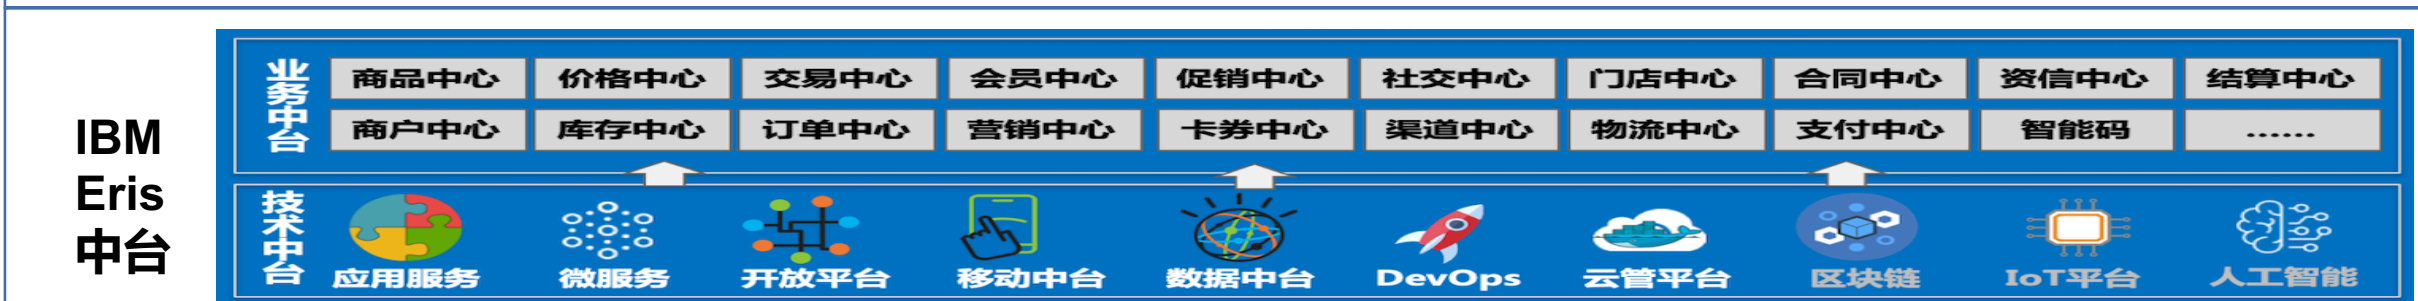 IBM
Eris
中台
业务中台
商品中心 价格中心 交易中心 会员中心 促销中心 社交中心 门店中心 合同中心 资信中心 结算中心
商户中心 库存中心 订单中心 营销中心 卡券中心 渠道中心 物流中心 支付中心 智能码 ……
技术中台
应用服务 微服务 开放平台 移动中台 数据中台 DevOps 云管平台 区块链 IoT平台 人工智能